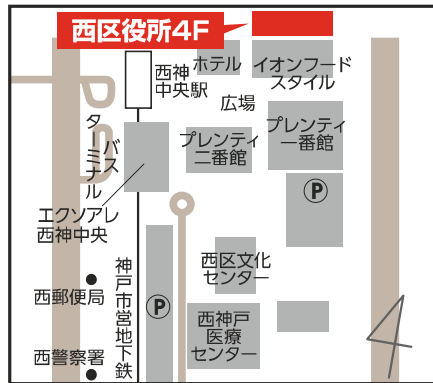 西区役所4F
西神
中央駅
ホテル
イオンフード
スタイル
広場
バス
ターミナル
プレンティ
二番館
プレンティ
一番館
P
エクソアレ
西神中央
西区文化
センター
神戸市営地下鉄
西郵便局
P
西神戸
医療
センター
西警察署
4